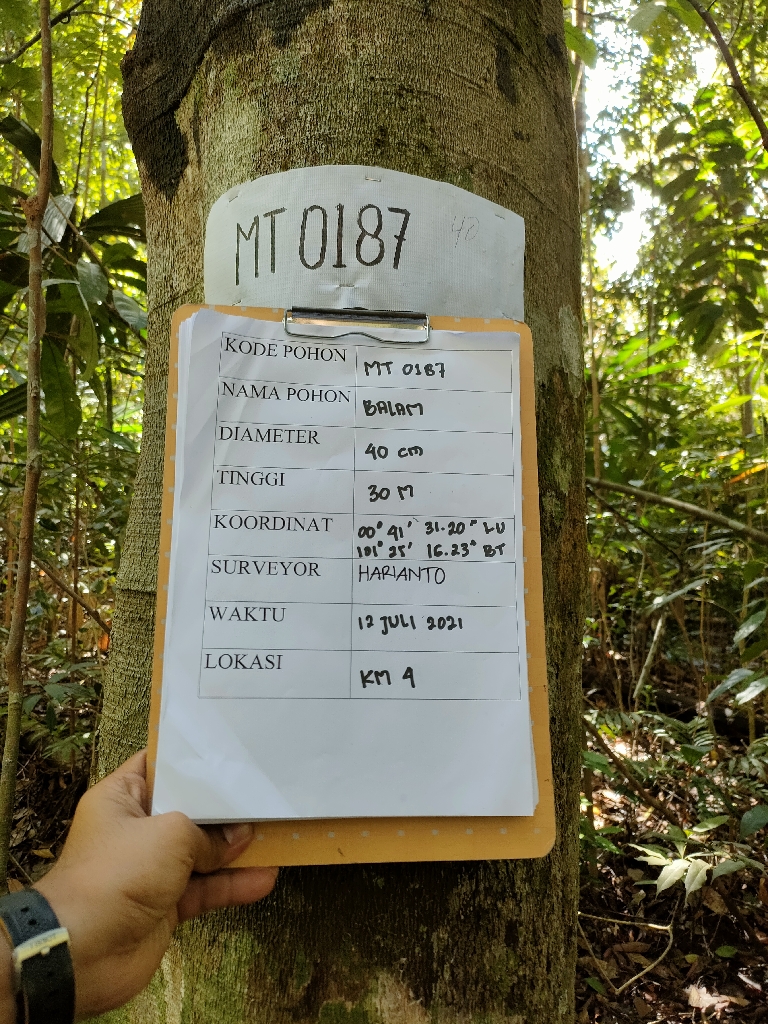 MT 0187 40
KODE POHON MT 0187
NAMA POHON BALAM
DIAMETER 40 cm
TINGGI 30 M
KOORDINAT 00° 41' 31.20" LU
101° 25' 16.23" BT
SURVEYOR HARIANTO
WAKTU 12 JULI 2021
LOKASI KM 4